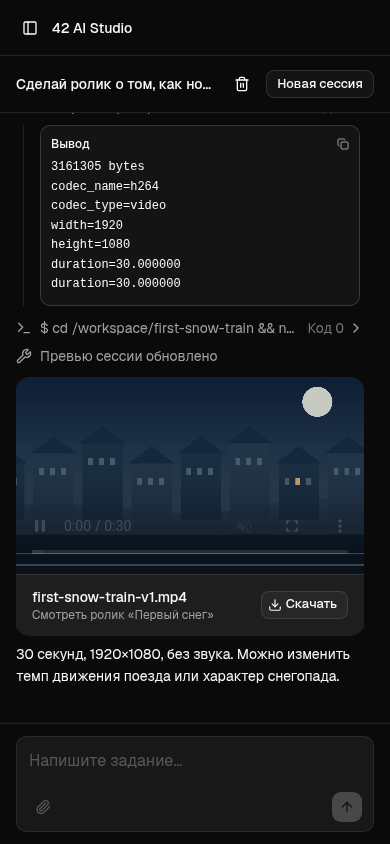 42 AI Studio
Сделай ролик о том, как но...
Новая сессия
Вывод
3161305 bytes
codec_name=h264
codec_type=video
width=1920
height=1080
duration=30.000000
duration=30.000000
$ cd /workspace/first-snow-train && n... Код 0
Превью сессии обновлено
0:00 / 0:30
first-snow-train-v1.mp4
Смотреть ролик «Первый снег»
Скачать
30 секунд, 1920×1080, без звука. Можно изменить
темп движения поезда или характер снегопада.
Напишите задание...